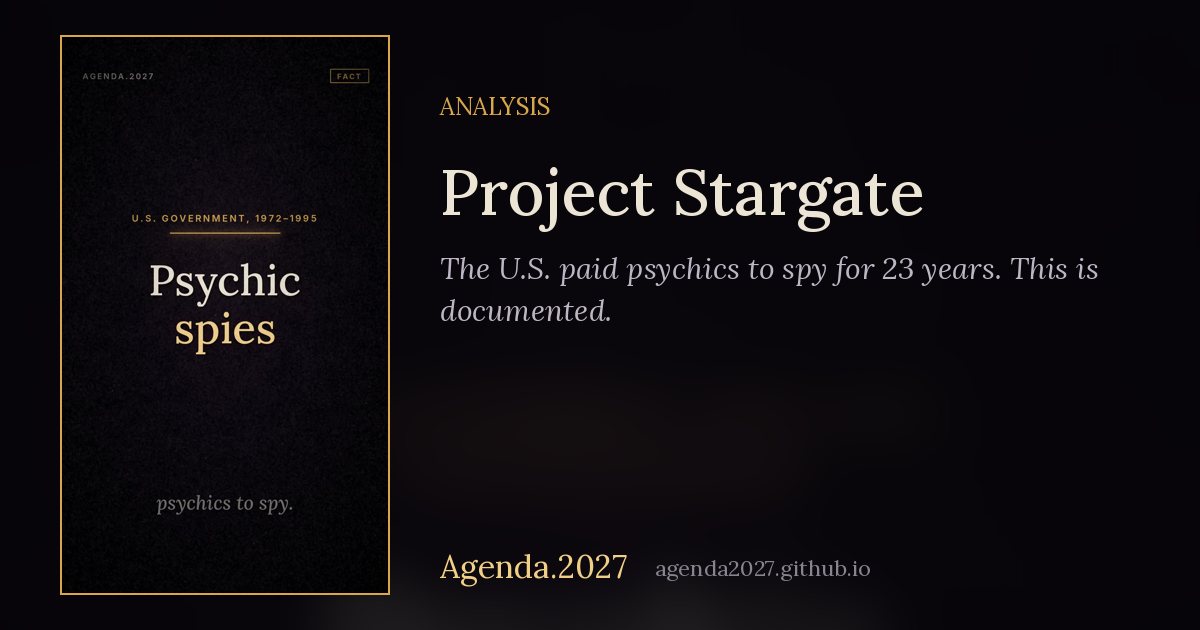 AGENDA.2027
FACT
U.S. GOVERNMENT, 1972–1995
Psychic
spies
psychics to spy.
ANALYSIS
Project Stargate
The U.S. paid psychics to spy for 23 years. This is
documented.
Agenda.2027
agenda2027.github.io